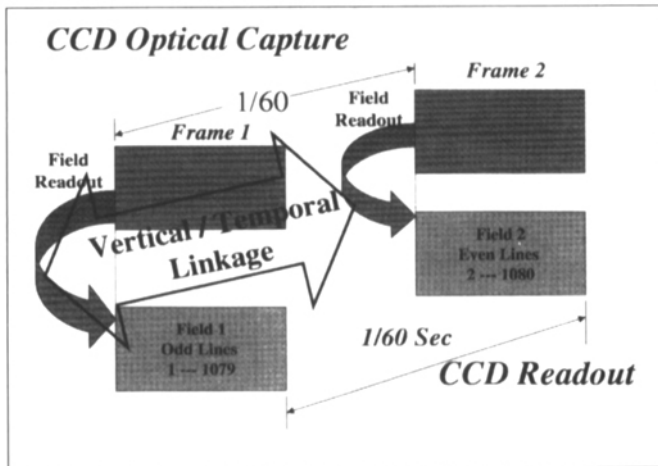 CCD Optical Capture
Frame 2
1/60
Field
Readout
Frame 1
Field
Readout
Vertical / Temporal
Linkage
Field 2
Even Lines
2 --- 1080
Field 1
Odd Lines
1 --- 1079
1/60 Sec
CCD Readout